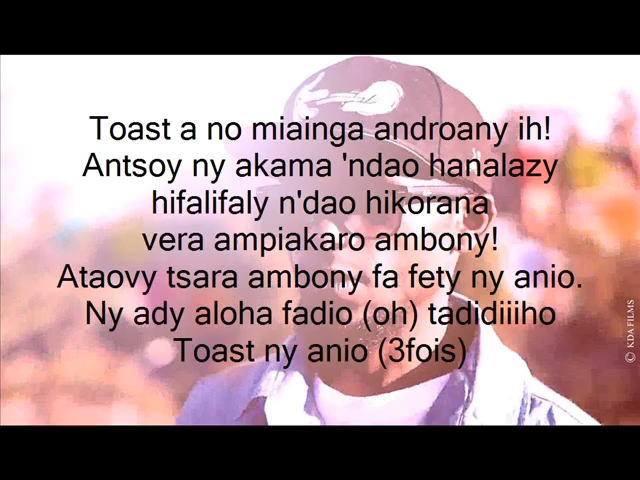 Toast a no miainga androany ih!
Antsoy ny akama 'ndao hanalazy
hifalifaly n'dao hikorana
vera ampiakaro ambony!
Ataovy tsara ambony fa fety ny anio.
Ny ady aloha fadio (oh) tadidiiiho
Toast ny anio (3fois)
© KDA FILMS